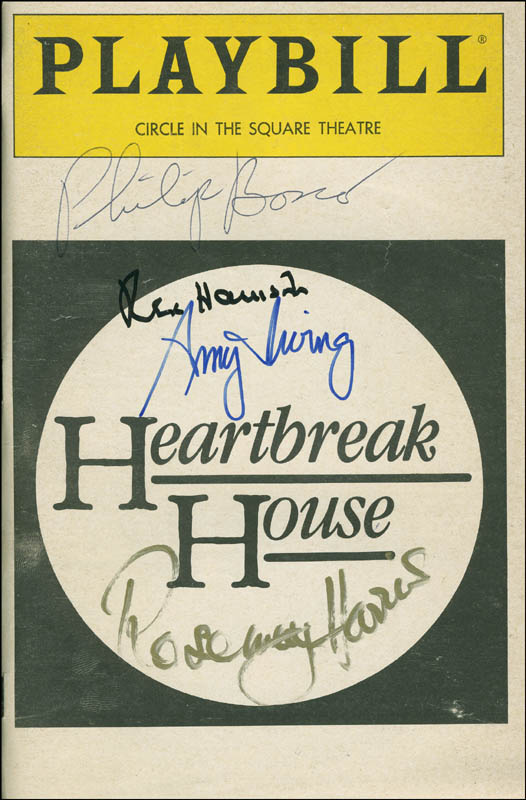 PLAYBILL®
CIRCLE IN THE SQUARE THEATRE
Philip Bosco
Rex Harrison
Amy Irving
Heartbreak
House
Rosemary Harris